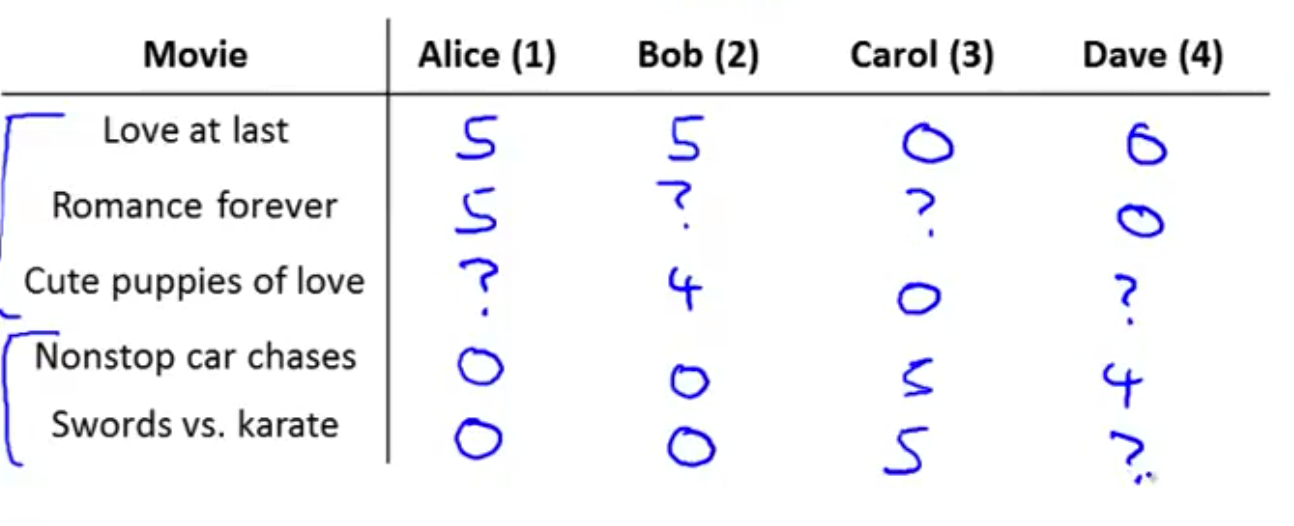 Movie Alice (1) Bob (2) Carol (3) Dave (4)
Love at last 5 5 0 0
Romance forever 5 ? ? 0
Cute puppies of love ? 4 0 ?
Nonstop car chases 0 0 5 4
Swords vs. karate 0 0 5 ?